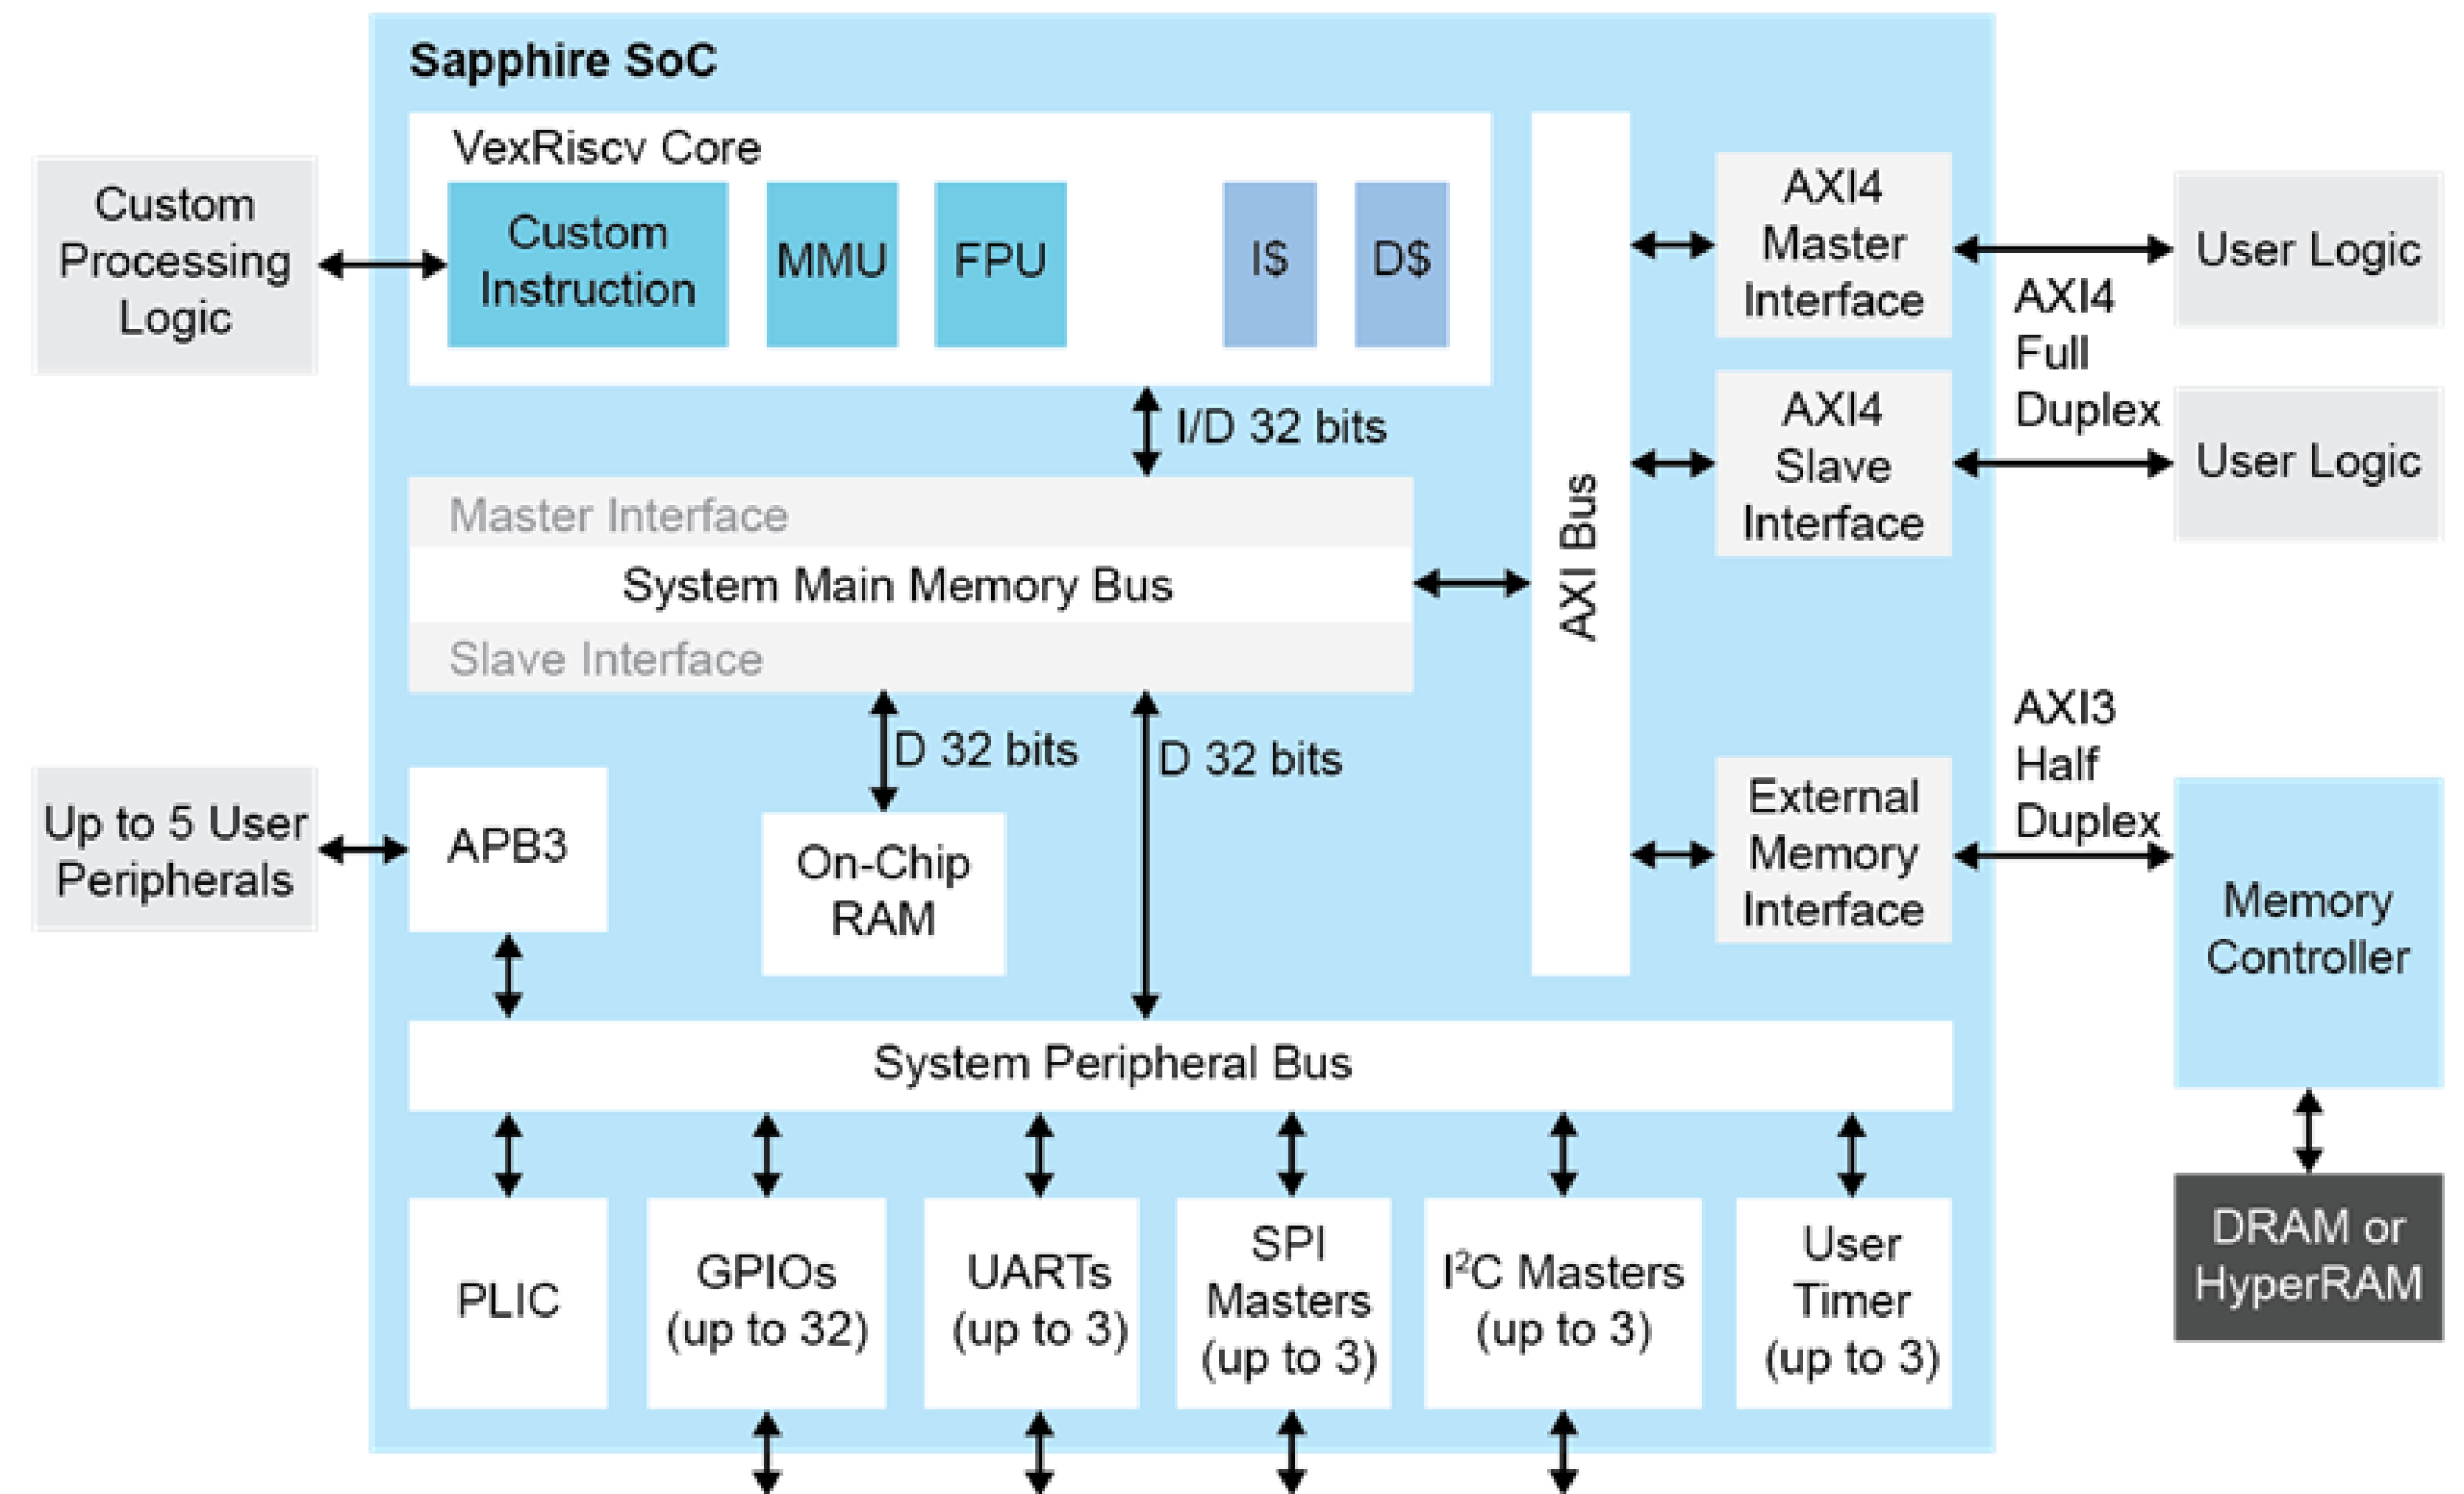 Sapphire SoC
VexRiscv Core
Custom
Processing
Logic
Custom
Instruction
MMU
FPU
I$
D$
I/D 32 bits
Master Interface
System Main Memory Bus
Slave Interface
D 32 bits
D 32 bits
AXI Bus
AXI4
Master
Interface
AXI4
Full
Duplex
User Logic
AXI4
Slave
Interface
User Logic
Up to 5 User
Peripherals
APB3
On-Chip
RAM
External
Memory
Interface
AXI3
Half
Duplex
Memory
Controller
System Peripheral Bus
PLIC
GPIOs
(up to 32)
UARTs
(up to 3)
SPI
Masters
(up to 3)
I²C Masters
(up to 3)
User
Timer
(up to 3)
DRAM or
HyperRAM